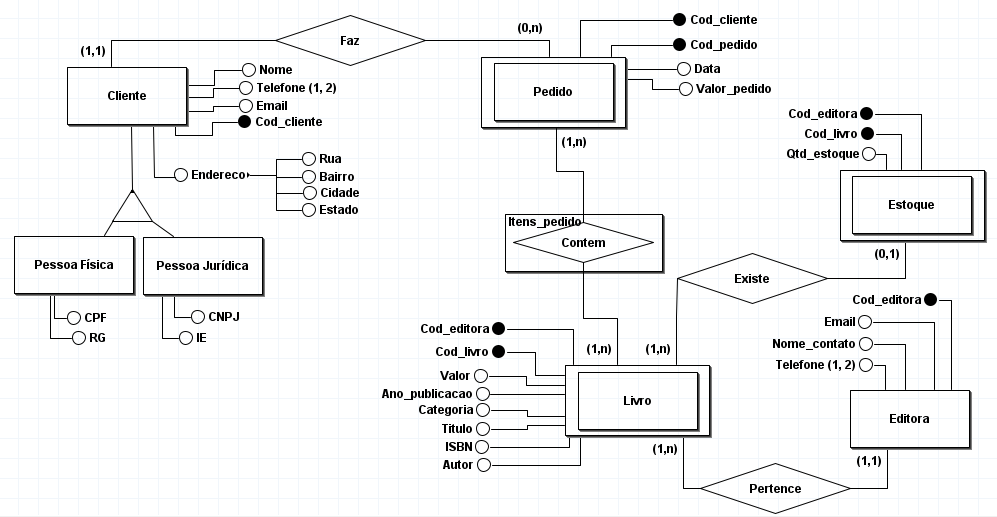 Faz
(1,1)
(0,n)
Cod_cliente
Cod_pedido
Data
Valor_pedido
Pedido
(1,n)
Cliente
Nome
Telefone (1, 2)
Email
Cod_cliente
Endereco
Rua
Bairro
Cidade
Estado
Pessoa Física
Pessoa Jurídica
CPF
RG
CNPJ
IE
Itens_pedido
Contem
Cod_editora
Cod_livro
Qtd_estoque
Estoque
(0,1)
Existe
(1,n)
(1,n)
Cod_editora
Cod_livro
Valor
Ano_publicacao
Categoria
Titulo
ISBN
Autor
Livro
(1,n)
Cod_editora
Email
Nome_contato
Telefone (1, 2)
Editora
(1,1)
Pertence